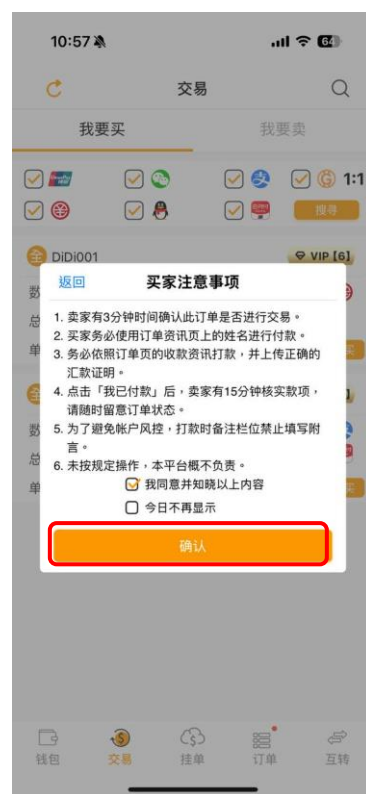 10:57
64
交易
我要买
我要卖
G 1:1
搜寻
DiDi001
VIP [6]
返回
买家注意事项
数
总
单
1. 卖家有3分钟时间确认此订单是否进行交易。
2. 买家务必使用订单资讯页上的姓名进行付款。
3. 务必依照订单页的收款资讯打款，并上传正确的
汇款证明。
4. 点击「我已付款」后，卖家有15分钟核实款项，
请随时留意订单状态。
5. 为了避免帐户风控，打款时备注栏位禁止填写附
言。
6. 未按规定操作，本平台概不负责。
数
总
单
我同意并知晓以上内容
今日不再显示
确认
钱包
交易
挂单
订单
互转